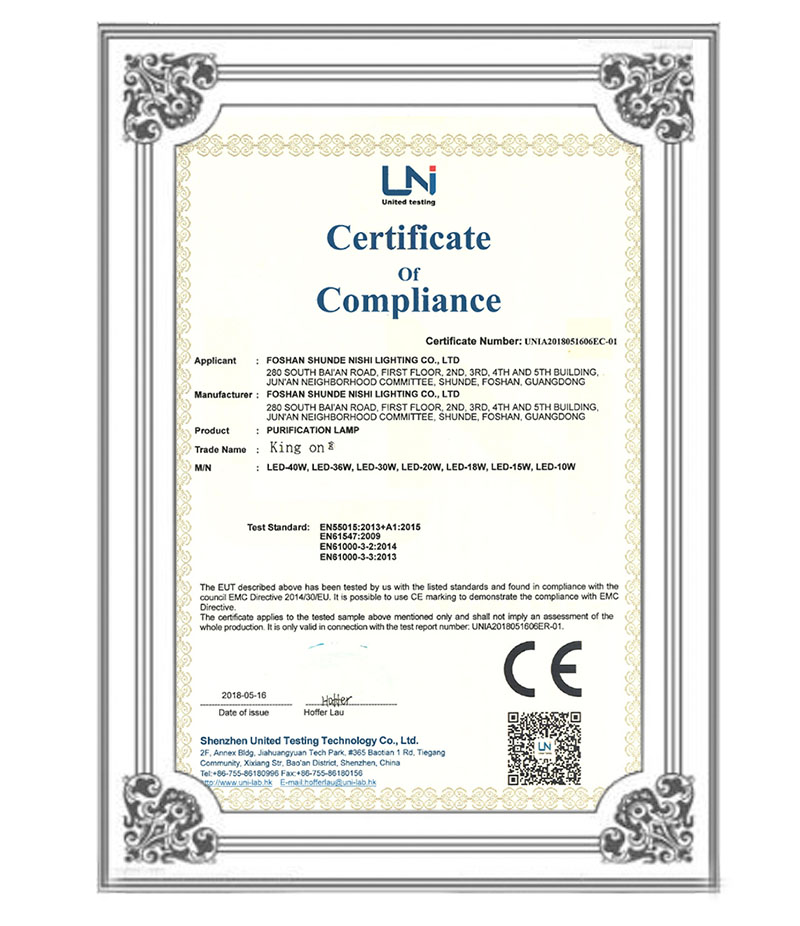 UNi
United testing
Certificate
Of
Compliance
Certificate Number: UNIA2018051606EC-01
Applicant : FOSHAN SHUNDE NISHI LIGHTING CO., LTD
280 SOUTH BAI'AN ROAD, FIRST FLOOR, 2ND, 3RD, 4TH AND 5TH BUILDING,
JUN'AN NEIGHBORHOOD COMMITTEE, SHUNDE, FOSHAN, GUANGDONG
Manufacturer : FOSHAN SHUNDE NISHI LIGHTING CO., LTD
280 SOUTH BAI'AN ROAD, FIRST FLOOR, 2ND, 3RD, 4TH AND 5TH BUILDING,
JUN'AN NEIGHBORHOOD COMMITTEE, SHUNDE, FOSHAN, GUANGDONG
Product : PURIFICATION LAMP
Trade Name : King on
M/N : LED-40W, LED-36W, LED-30W, LED-20W, LED-18W, LED-15W, LED-10W
Test Standard: EN55015:2013+A1:2015
EN61547:2009
EN61000-3-2:2014
EN61000-3-3:2013
The EUT described above has been tested by us with the listed standards and found in compliance with the
council EMC Directive 2014/30/EU. It is possible to use CE marking to demonstrate the compliance with EMC
Directive.
The certificate applies to the tested sample above mentioned only and shall not imply an assessment of the
whole production. It is only valid in connection with the test report number: UNIA2018051606ER-01.
CE
2018-05-16 Hoffer
Date of issue Hoffer Lau
UNi
Shenzhen United Testing Technology Co., Ltd.
2F, Annex Bldg, Jiahuangyuan Tech Park, #365 Baotian 1 Rd, Tiegang
Community, Xixiang Str, Bao'an District, Shenzhen, China
Tel:+86-755-86180996 Fax:+86-755-86180156
http://www.uni-lab.hk E-mail:hofferlau@uni-lab.hk